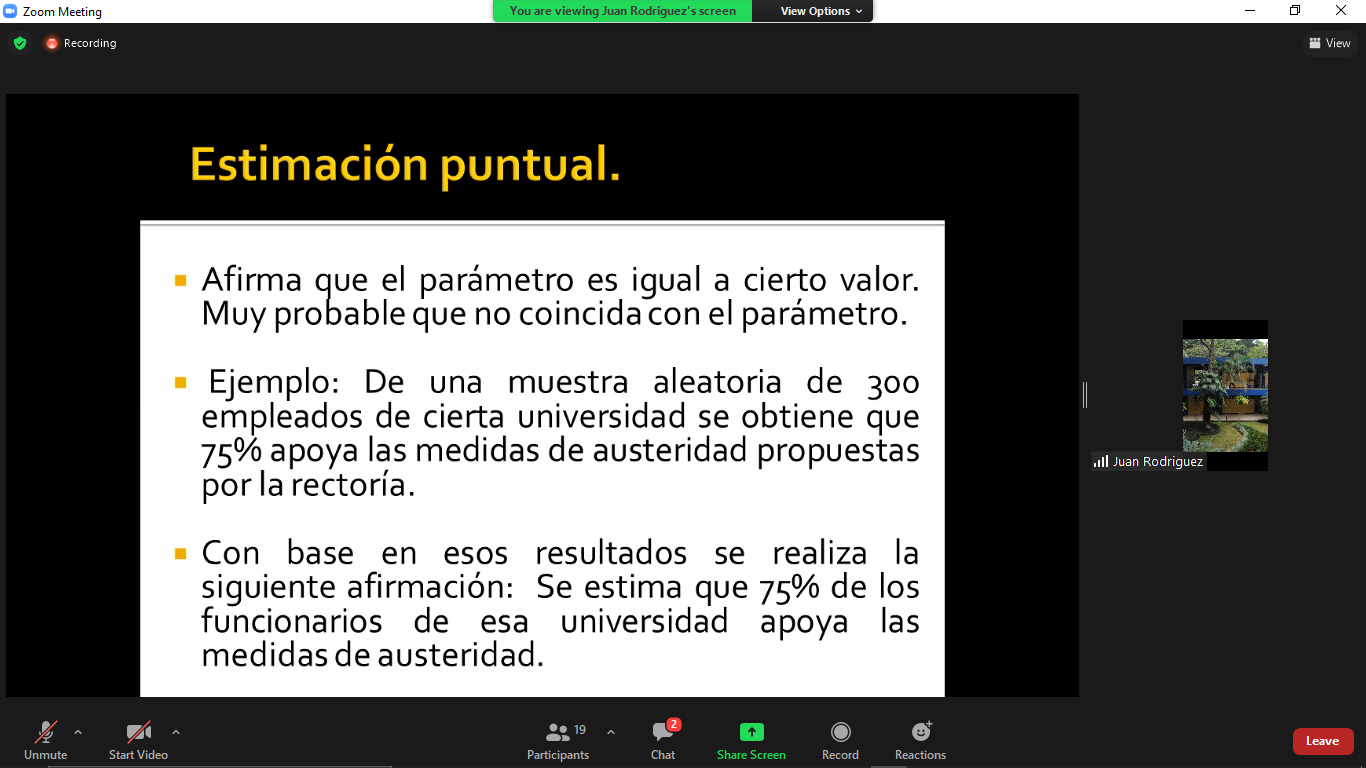 Zoom Meeting
You are viewing Juan Rodriguez's screen
View Options
Recording
View
Estimación puntual.
Afirma que el parámetro es igual a cierto valor.
Muy probable que no coincida con el parámetro.
Ejemplo: De una muestra aleatoria de 300
empleados de cierta universidad se obtiene que
75% apoya las medidas de austeridad propuestas
por la rectoría.
Con base en esos resultados se realiza la
siguiente afirmación: Se estima que 75% de los
funcionarios de esa universidad apoya las
medidas de austeridad.
Juan Rodriguez
Unmute
Start Video
19
Participants
2
Chat
Share Screen
Record
Reactions
Leave